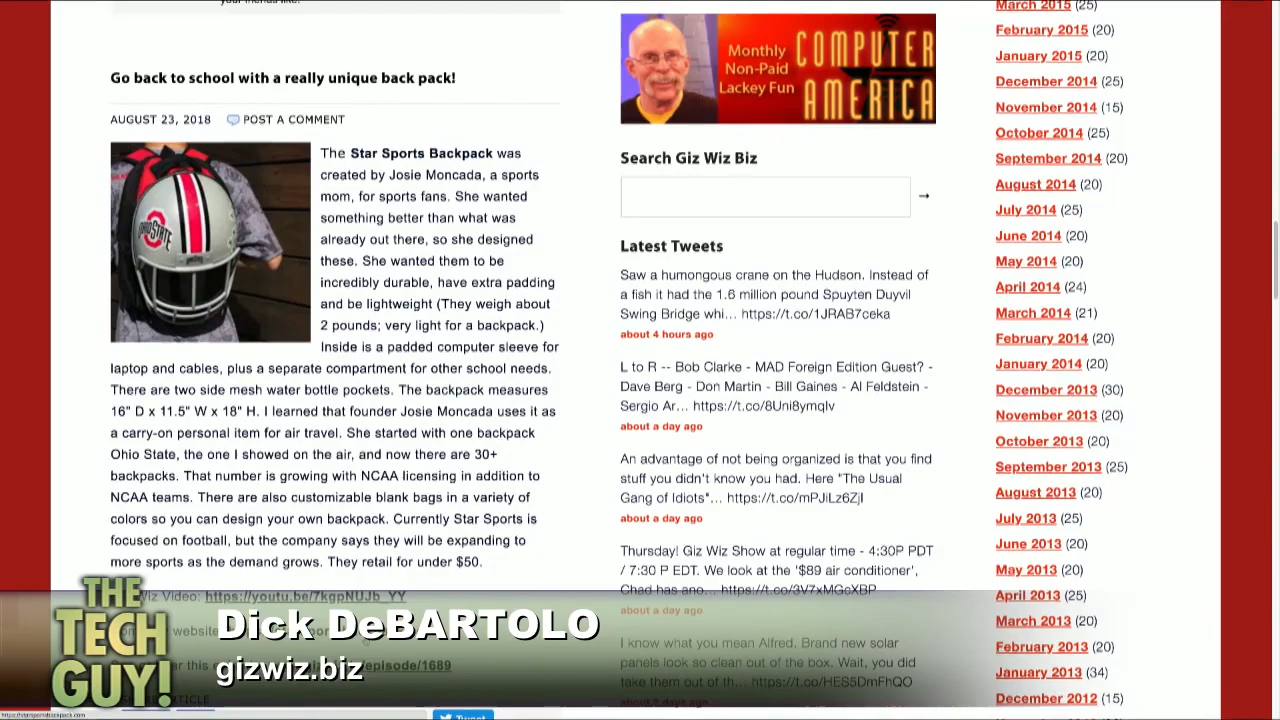 your friends like!
Go back to school with a really unique back pack!
AUGUST 23, 2018 POST A COMMENT
OHIO STATE
The Star Sports Backpack was
created by Josie Moncada, a sports
mom, for sports fans. She wanted
something better than what was
already out there, so she designed
these. She wanted them to be
incredibly durable, have extra padding
and be lightweight (They weigh about
2 pounds; very light for a backpack.)
Inside is a padded computer sleeve for
laptop and cables, plus a separate compartment for other school needs.
There are two side mesh water bottle pockets. The backpack measures
16" D x 11.5" W x 18" H. I learned that founder Josie Moncada uses it as
a carry-on personal item for air travel. She started with one backpack
Ohio State, the one I showed on the air, and now there are 30+
backpacks. That number is growing with NCAA licensing in addition to
NCAA teams. There are also customizable blank bags in a variety of
colors so you can design your own backpack. Currently Star Sports is
focused on football, but the company says they will be expanding to
more sports as the demand grows. They retail for under $50.
Wiz Video: https://youtu.be/7kgpNUJb_YY
website
episode/1689
Tweet
https://starsportsbackpack.com
Monthly
Non-Paid
Lackey Fun
COMPUTER
AMERICA
Search Giz Wiz Biz
→
Latest Tweets
Saw a humongous crane on the Hudson. Instead of
a fish it had the 1.6 million pound Spuyten Duyvil
Swing Bridge whi… https://t.co/1JRAB7ceka
about 4 hours ago
L to R -- Bob Clarke - MAD Foreign Edition Guest? -
Dave Berg - Don Martin - Bill Gaines - Al Feldstein -
Sergio Ar… https://t.co/8Uni8ymqIv
about a day ago
An advantage of not being organized is that you find
stuff you didn't know you had. Here "The Usual
Gang of Idiots"… https://t.co/mPJiLz6ZjI
about a day ago
Thursday! Giz Wiz Show at regular time - 4:30P PDT
/ 7:30 P EDT. We look at the '$89 air conditioner',
Chad has ano… https://t.co/3V7xMGcXBP
about a day ago
I know what you mean Alfred. Brand new solar
panels look so clean out of the box. Wait, you did
take them out of th… https://t.co/HES5DmFhQO
March 2015 (25)
February 2015 (20)
January 2015 (20)
December 2014 (25)
November 2014 (15)
October 2014 (25)
September 2014 (20)
August 2014 (20)
July 2014 (25)
June 2014 (20)
May 2014 (20)
April 2014 (24)
March 2014 (21)
February 2014 (20)
January 2014 (20)
December 2013 (30)
November 2013 (20)
October 2013 (20)
September 2013 (25)
August 2013 (20)
July 2013 (25)
June 2013 (20)
May 2013 (20)
April 2013 (25)
March 2013 (20)
February 2013 (20)
January 2013 (34)
December 2012 (15)
THE
TECH
GUY!
Dick DeBARTOLO
gizwiz.biz